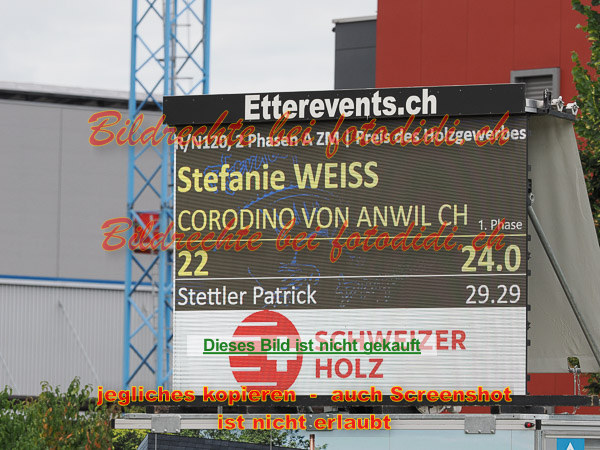 Etterevents.ch
Bildrechte bei fotodidi.ch
R/N120, 2 Phasen A ZM | Preis des Holzgewerbes
Stefanie WEISS
CORODINO VON ANWIL CH 1. Phase
Bildrechte bei fotodidi.ch
22 24.0
Stettler Patrick 29.29
SCHWEIZER
Dieses Bild ist nicht gekauft
HOLZ
jegliches kopieren - auch Screenshot
ist nicht erlaubt